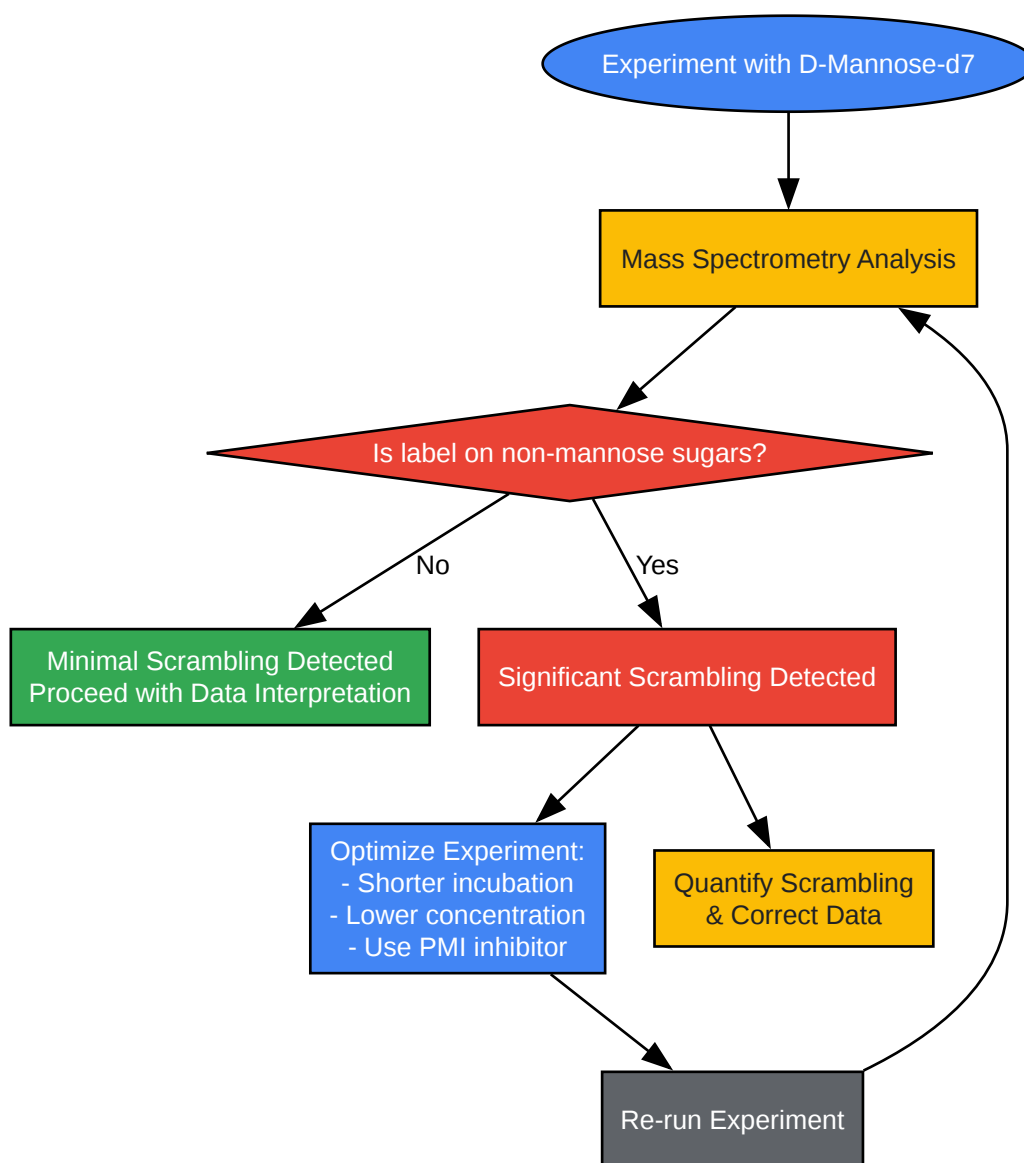 Experiment with D-Mannose-d7
Mass Spectrometry Analysis
Is label on non-mannose sugars?
No
Yes
Minimal Scrambling Detected
Proceed with Data Interpretation
Significant Scrambling Detected
Optimize Experiment:
- Shorter incubation
- Lower concentration
- Use PMI inhibitor
Quantify Scrambling
& Correct Data
Re-run Experiment